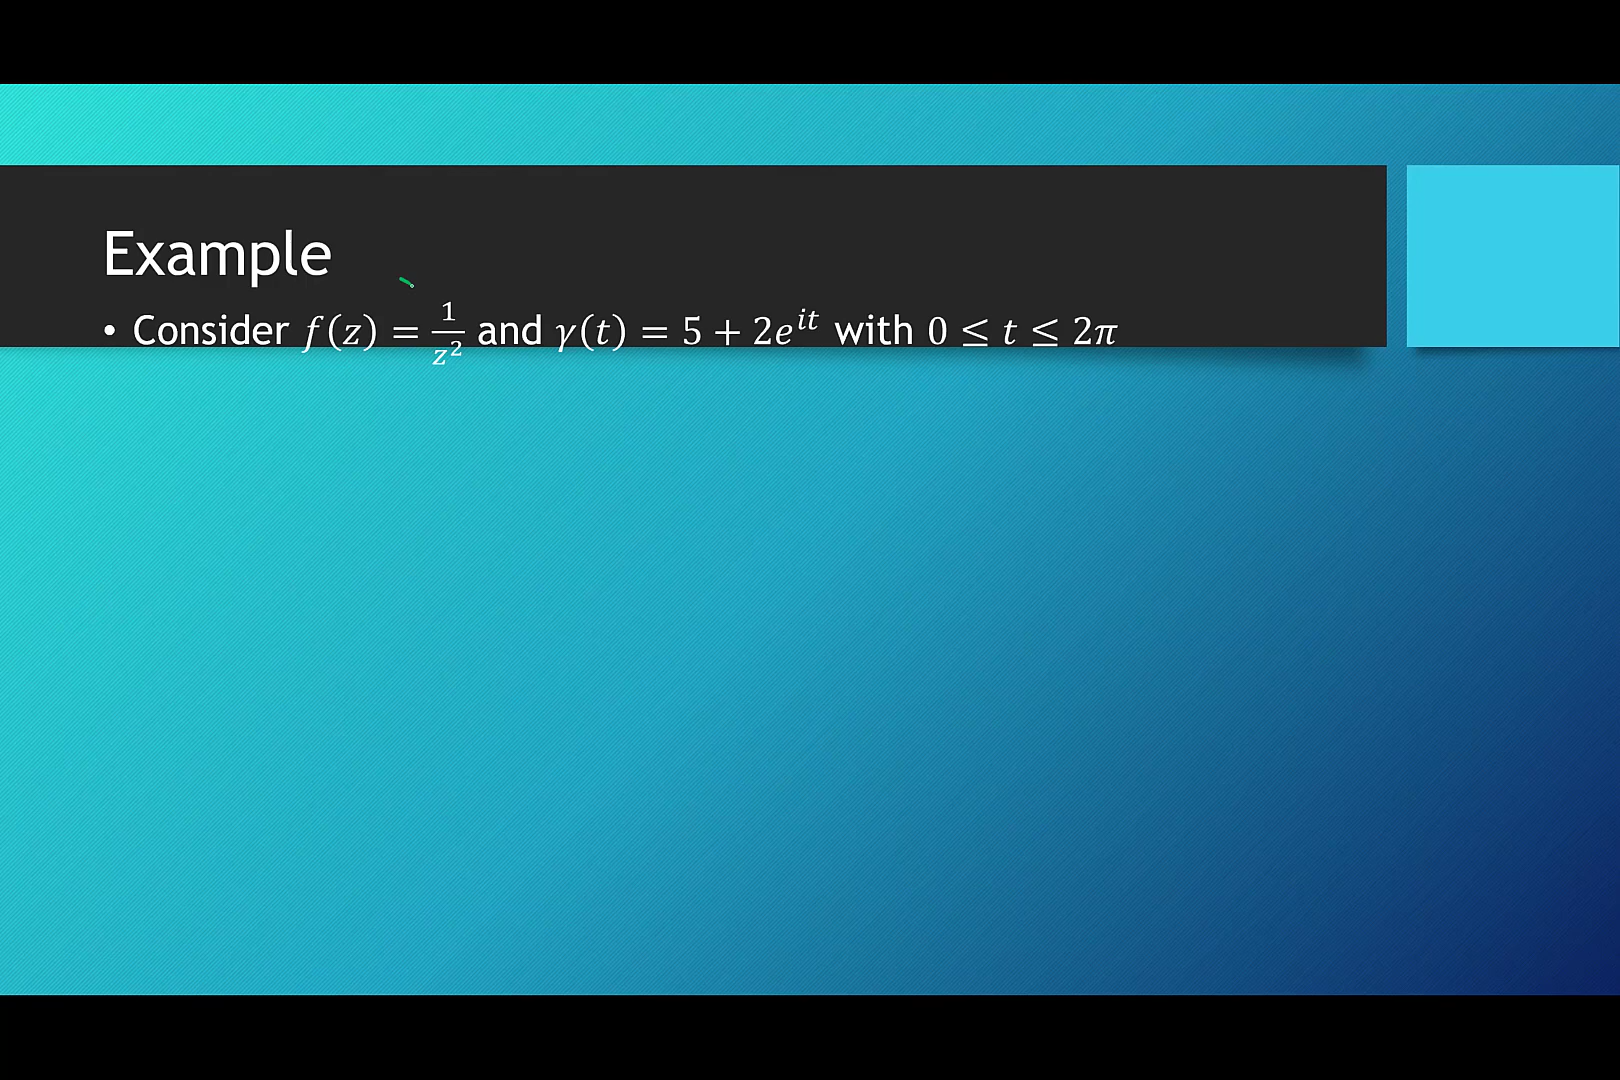 Example
• Consider f(z) = 1/z² and γ(t) = 5 + 2e^{it} with 0 ≤ t ≤ 2π